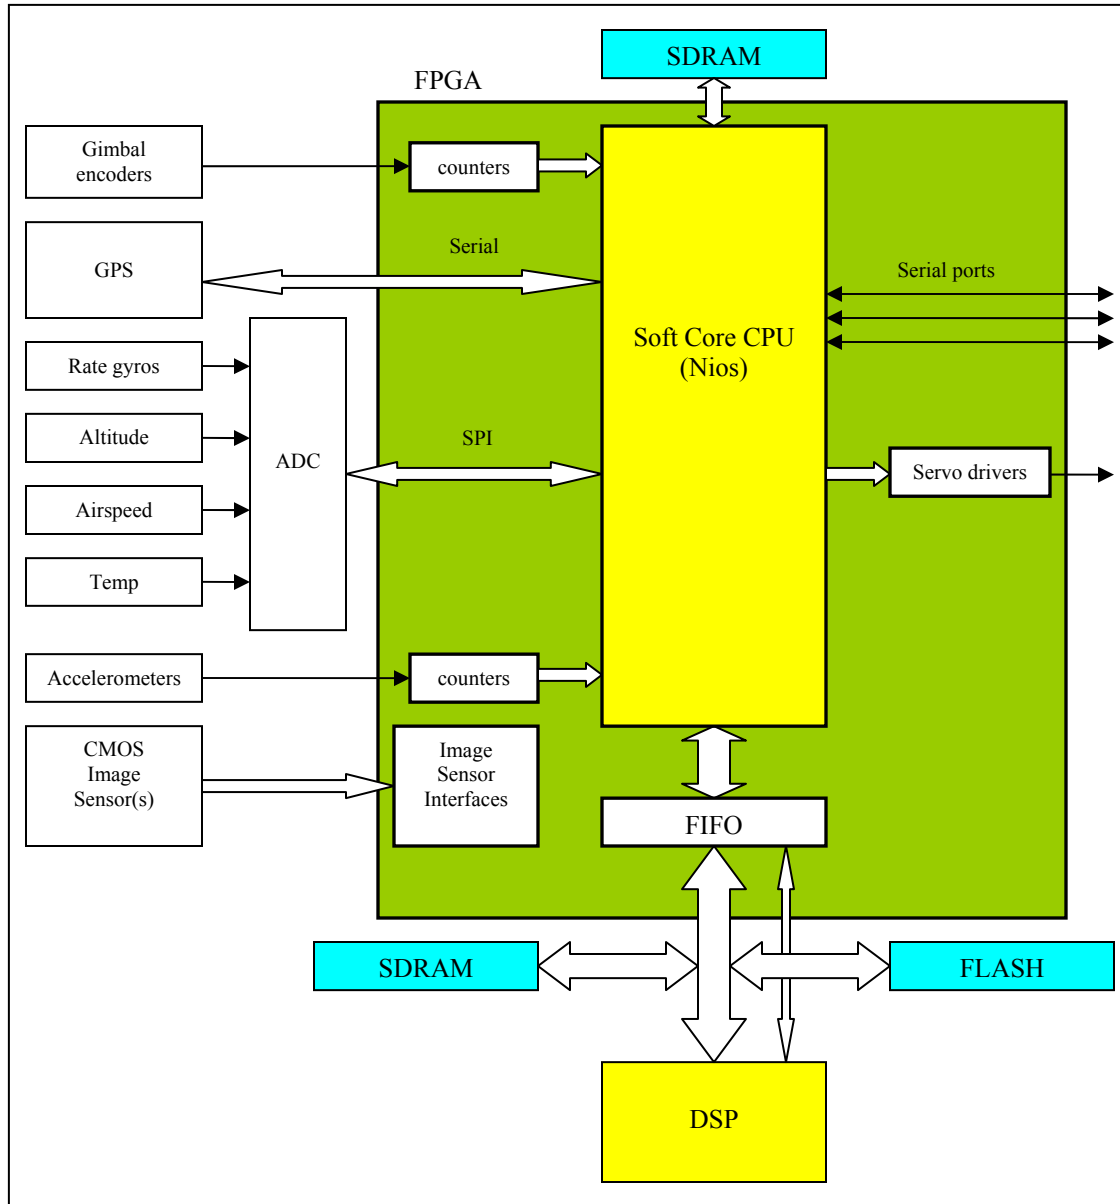 SDRAM
FPGA
Gimbal
encoders
counters
GPS
Serial
Serial ports
Soft Core CPU
(Nios)
Rate gyros
Altitude
ADC
SPI
Servo drivers
Airspeed
Temp
Accelerometers
counters
CMOS
Image
Sensor(s)
Image
Sensor
Interfaces
FIFO
SDRAM
FLASH
DSP